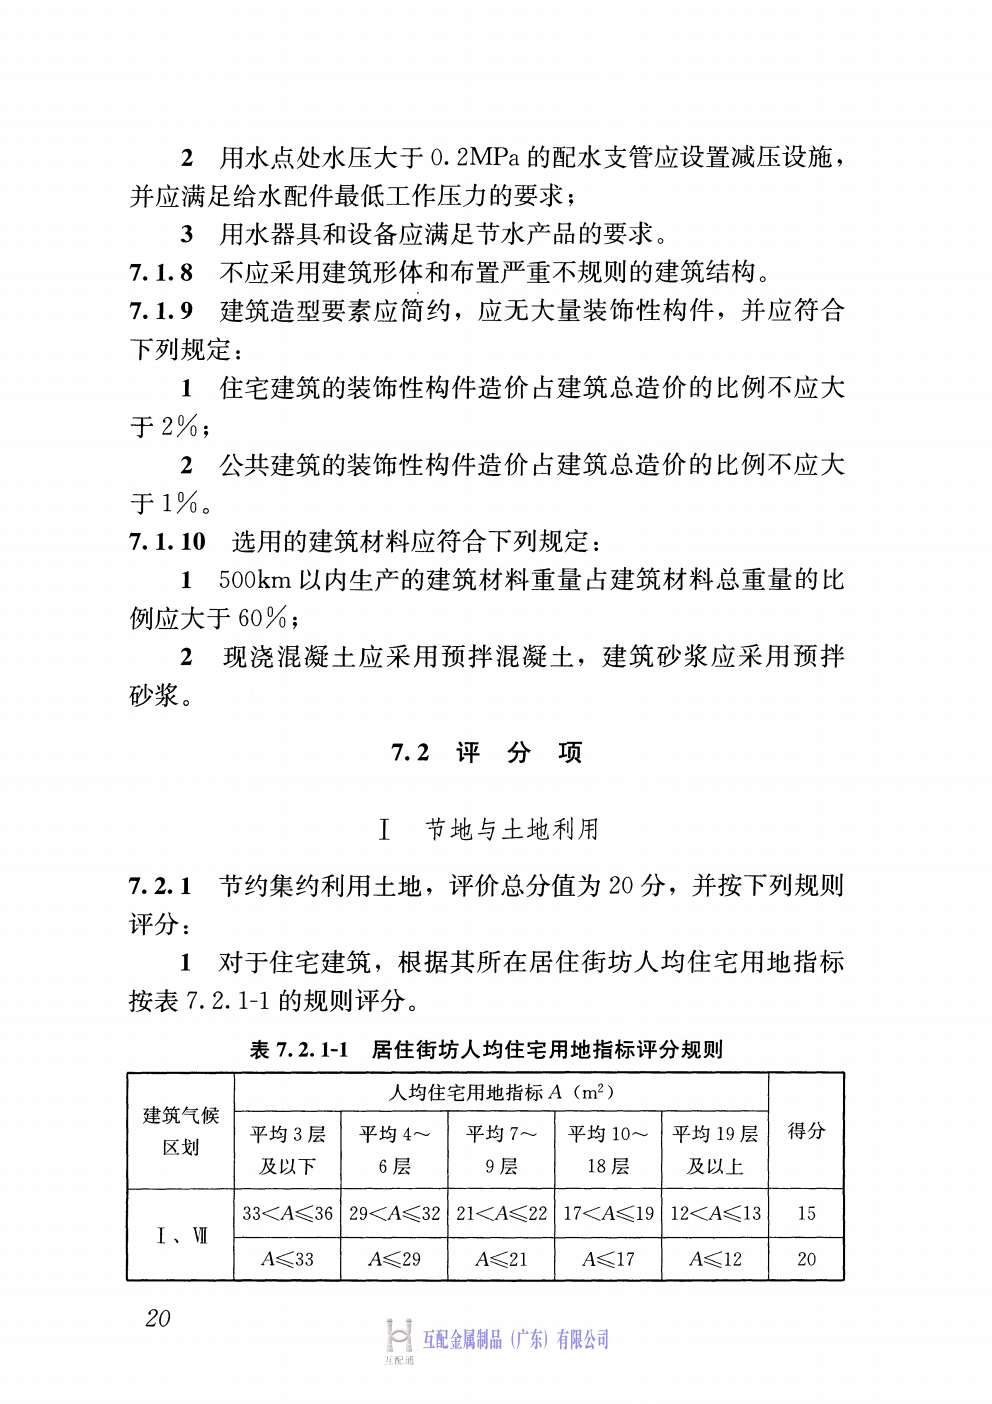 2 用水点处水压大于 0.2MPa 的配水支管应设置减压设施，
并应满足给水配件最低工作压力的要求；
3 用水器具和设备应满足节水产品的要求。
7.1.8 不应采用建筑形体和布置严重不规则的建筑结构。
7.1.9 建筑造型要素应简约，应无大量装饰性构件，并应符合
下列规定：
1 住宅建筑的装饰性构件造价占建筑总造价的比例不应大
于 2%；
2 公共建筑的装饰性构件造价占建筑总造价的比例不应大
于 1%。
7.1.10 选用的建筑材料应符合下列规定：
1 500km 以内生产的建筑材料重量占建筑材料总重量的比
例应大于 60%；
2 现浇混凝土应采用预拌混凝土，建筑砂浆应采用预拌
砂浆。
7.2 评 分 项
Ⅰ 节地与土地利用
7.2.1 节约集约利用土地，评价总分值为 20 分，并按下列规则
评分：
1 对于住宅建筑，根据其所在居住街坊人均住宅用地指标
按表 7.2.1-1 的规则评分。
表 7.2.1-1 居住街坊人均住宅用地指标评分规则
建筑气候
区划
人均住宅用地指标 A（m²）
平均 3 层
及以下
平均 4～
6 层
平均 7～
9 层
平均 10～
18 层
平均 19 层
及以上
得分
Ⅰ、Ⅶ
33<A≤36 29<A≤32 21<A≤22 17<A≤19 12<A≤13 15
A≤33 A≤29 A≤21 A≤17 A≤12 20
20
互配通
互配金属制品（广东）有限公司